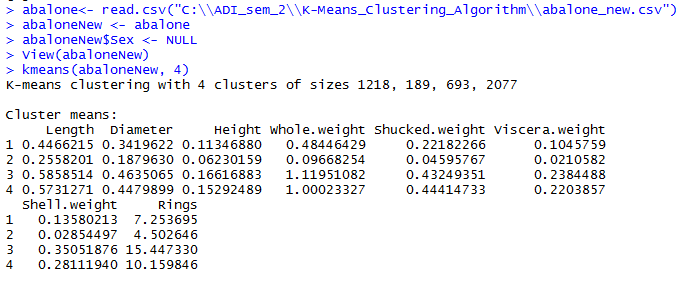 > abalone<- read.csv("C:\\ADI_sem_2\\K-Means_Clustering_Algorithm\\abalone_new.csv")
> abaloneNew <- abalone
> abaloneNew$Sex <- NULL
> View(abaloneNew)
> kmeans(abaloneNew, 4)
K-means clustering with 4 clusters of sizes 1218, 189, 693, 2077
Cluster means:
     Length  Diameter     Height Whole.weight Shucked.weight Viscera.weight
1 0.4466215 0.3419622 0.11346880   0.48446429     0.22182266      0.1045759
2 0.2558201 0.1879630 0.06230159   0.09668254     0.04595767      0.0210582
3 0.5858514 0.4635065 0.16616883   1.11951082     0.43249351      0.2384488
4 0.5731271 0.4479899 0.15292489   1.00023327     0.44414733      0.2203857
  Shell.weight     Rings
1   0.13580213  7.253695
2   0.02854497  4.502646
3   0.35051876 15.447330
4   0.28111940 10.159846